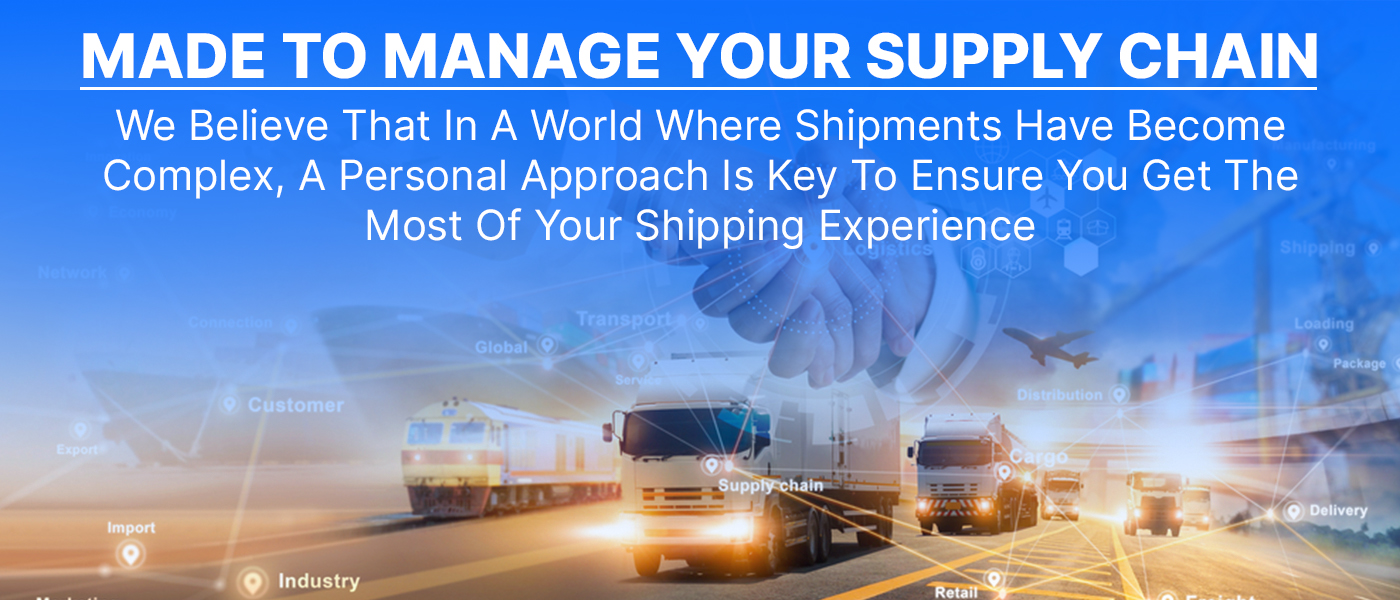 MADE TO MANAGE YOUR SUPPLY CHAIN
We Believe That In A World Where Shipments Have Become
Complex, A Personal Approach Is Key To Ensure You Get The
Most Of Your Shipping Experience
Manufacturing
Economy
Logistics
Shipping
Network
Connection
Transport
Loading
Global
Package
Service
Distribution
Customer
Export
Cargo
Supply chain
Delivery
Import
Industry
Retail
Freight